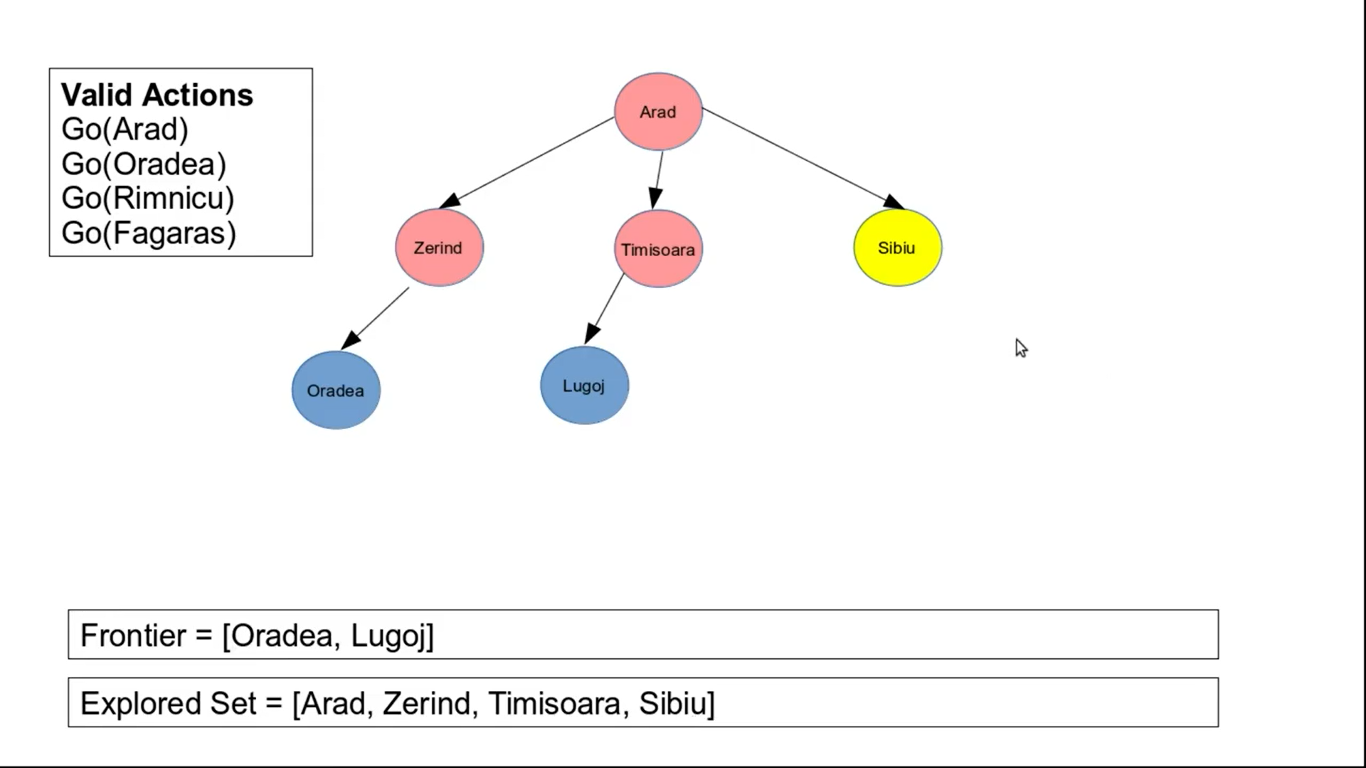 Valid Actions
Go(Arad)
Go(Oradea)
Go(Rimnicu)
Go(Fagaras)
Arad
Zerind
Timisoara
Sibiu
Oradea
Lugoj
Frontier = [Oradea, Lugoj]
Explored Set = [Arad, Zerind, Timisoara, Sibiu]